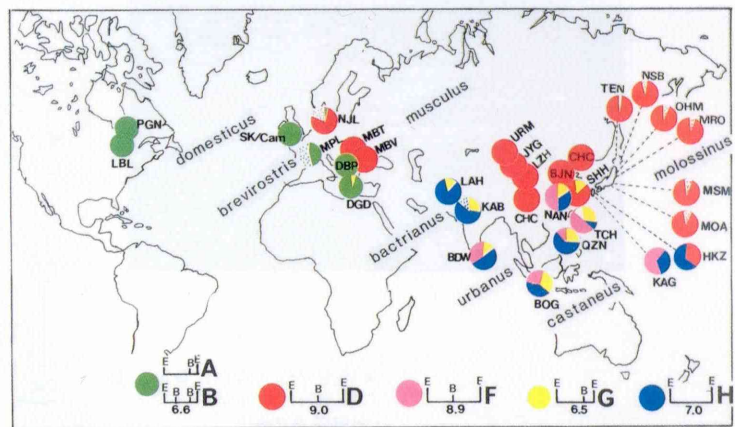 NSB
TEN
OHM
MRO
musculus
PGN
NJL
domesticus
SK/Cam
MPL
MBT
URM
MBV
JYG
LZH
CHC
LBL
brevirostris
DBP
BJN
SHH
molossinus
DGD
LAH
MSM
KAB
CHC
NAN
bactrianus
TCH
MOA
QZN
BDW
HKZ
KAG
urbanus
BOG
castaneus
E BE
A
E B BE
B
6.6
E B E
D
9.0
E B E
F
8.9
E B E
G
6.5
E B E
H
7.0